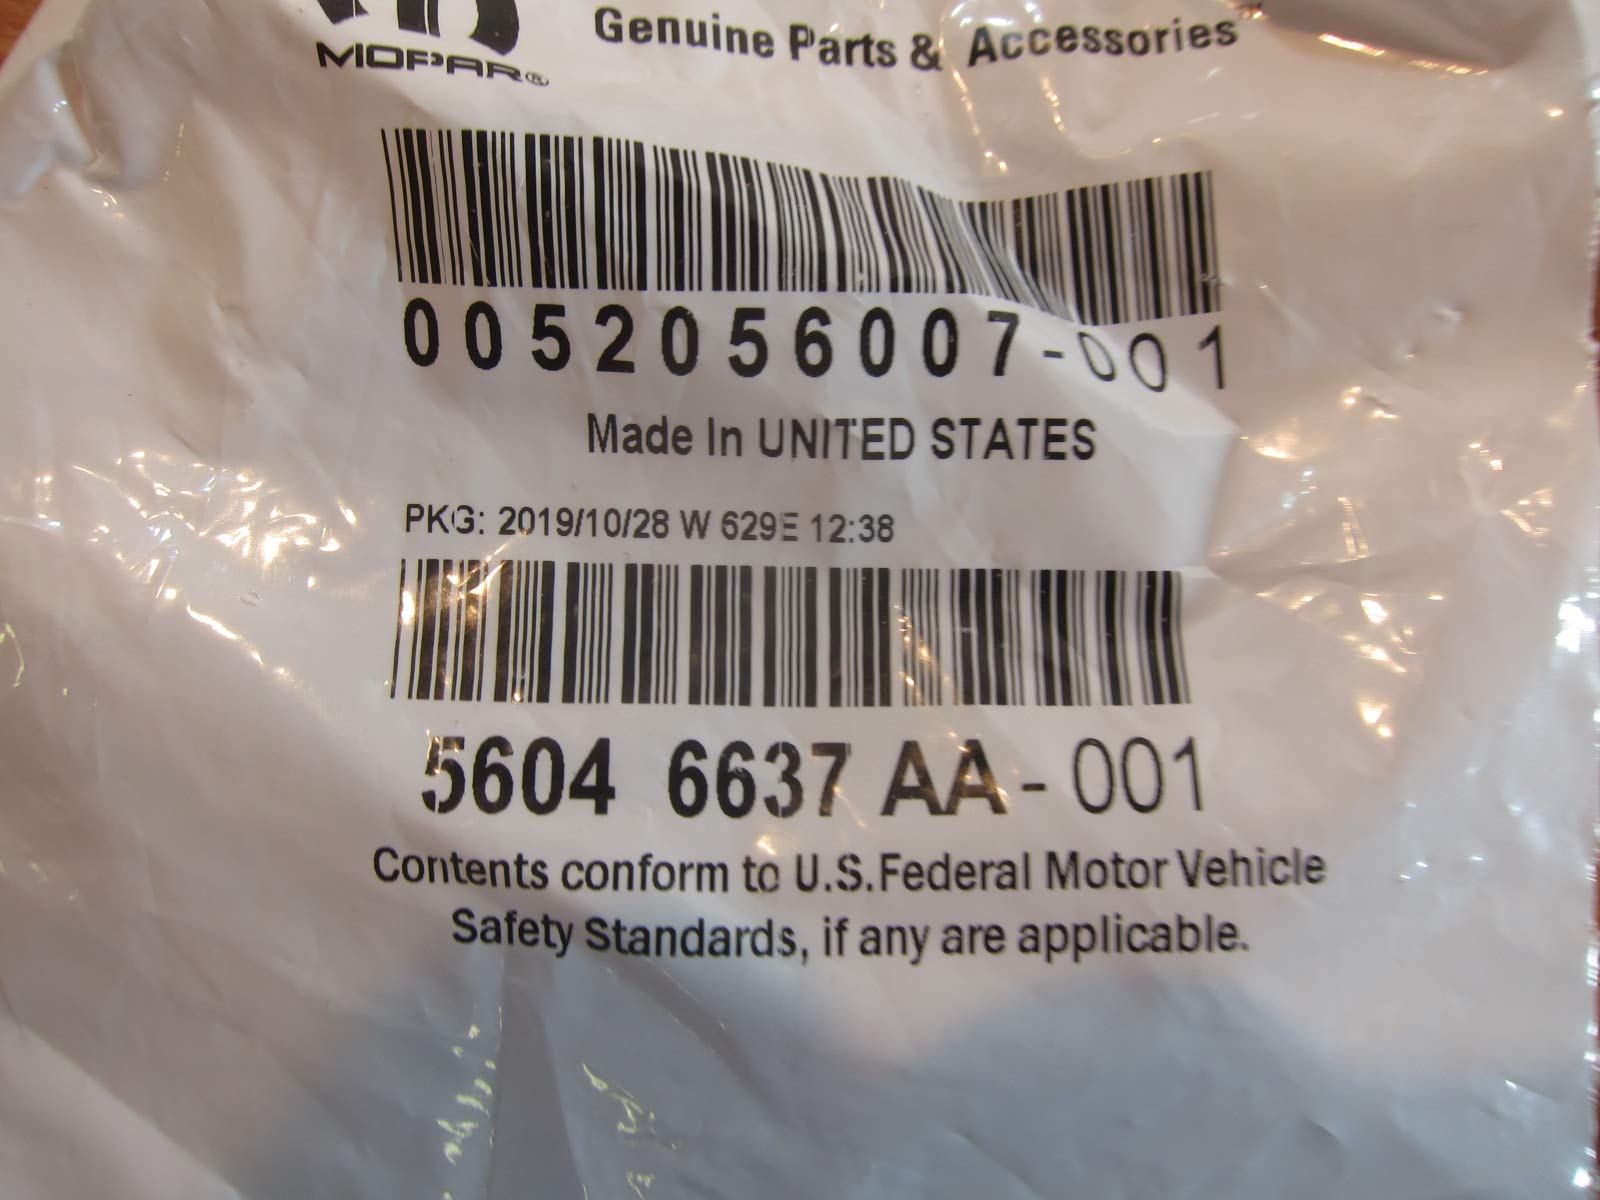 MOPAR®
Genuine Parts & Accessories™
0052056007-001
Made In UNITED STATES
PKG: 2019/10/28 W 629E 12:38
5604 6637 AA-001
Contents conform to U.S.Federal Motor Vehicle
Safety Standards, if any are applicable.